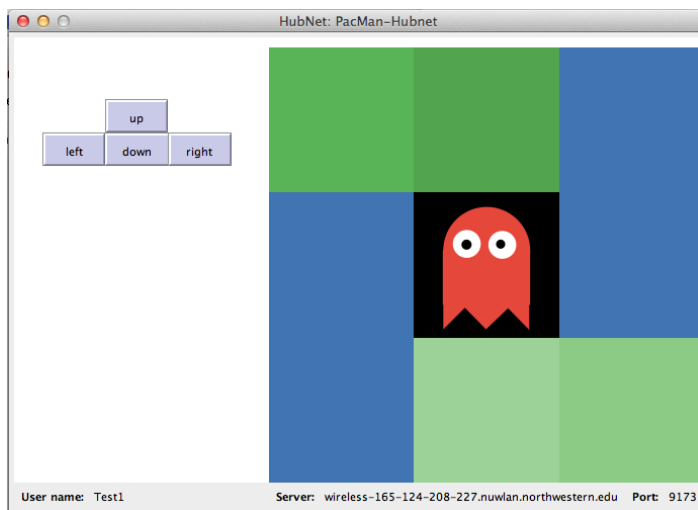 HubNet: PacMan-Hubnet
up
left down right
User name: Test1 Server: wireless-165-124-208-227.nuwlan.northwestern.edu Port: 9173